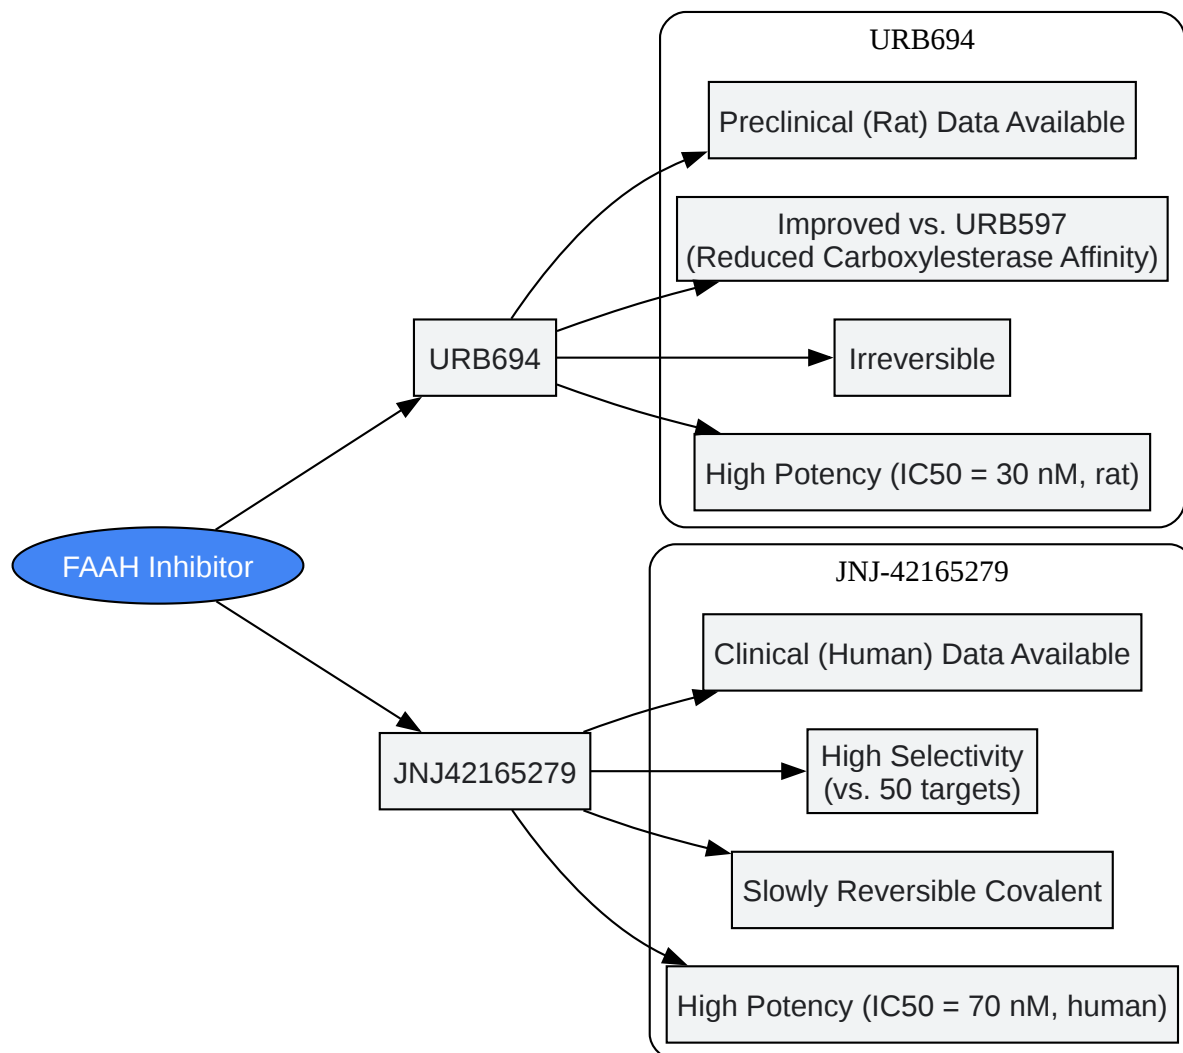 URB694
Preclinical (Rat) Data Available
Improved vs. URB597
(Reduced Carboxylesterase Affinity)
URB694
Irreversible
High Potency (IC50 = 30 nM, rat)
FAAH Inhibitor
JNJ-42165279
Clinical (Human) Data Available
High Selectivity
(vs. 50 targets)
JNJ42165279
Slowly Reversible Covalent
High Potency (IC50 = 70 nM, human)